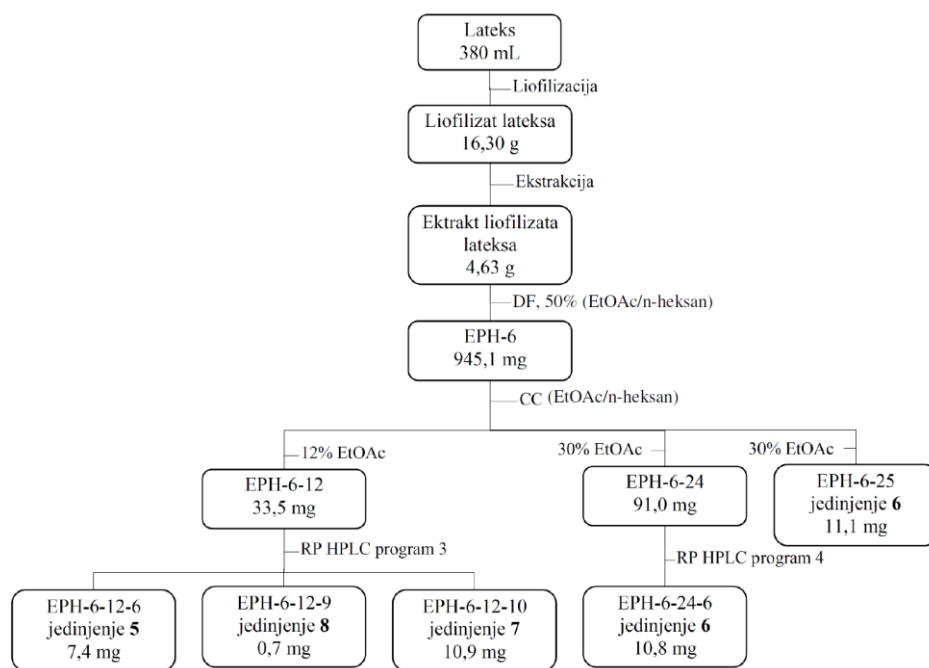 Lateks
380 mL
Liofilizacija
Liofilizat lateksa
16,30 g
Ekstrakcija
Ektrakt liofilizata
lateksa
4,63 g
DF, 50% (EtOAc/n-heksan)
EPH-6
945,1 mg
CC (EtOAc/n-heksan)
12% EtOAc
30% EtOAc
30% EtOAc
EPH-6-12
33,5 mg
EPH-6-24
91,0 mg
EPH-6-25
jedinjenje 6
11,1 mg
RP HPLC program 3
RP HPLC program 4
EPH-6-12-6
jedinjenje 5
7,4 mg
EPH-6-12-9
jedinjenje 8
0,7 mg
EPH-6-12-10
jedinjenje 7
10,9 mg
EPH-6-24-6
jedinjenje 6
10,8 mg